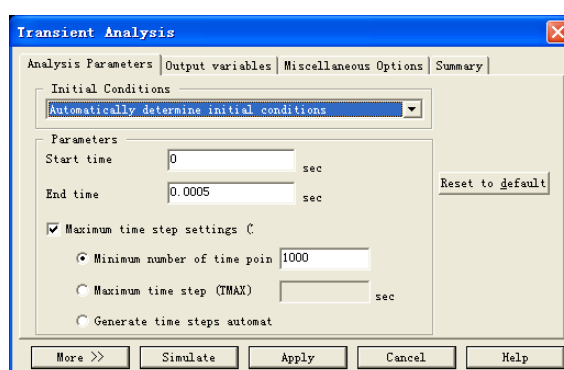 Transient Analysis
Analysis Parameters Output variables Miscellaneous Options Summary
Initial Conditions
Automatically determine initial conditions
Parameters
Start time 0 sec
End time 0.0005 sec
Reset to default
Maximum time step settings (
Minimum number of time poin 1000
Maximum time step (TMAX) sec
Generate time steps automat
More >> Simulate Apply Cancel Help